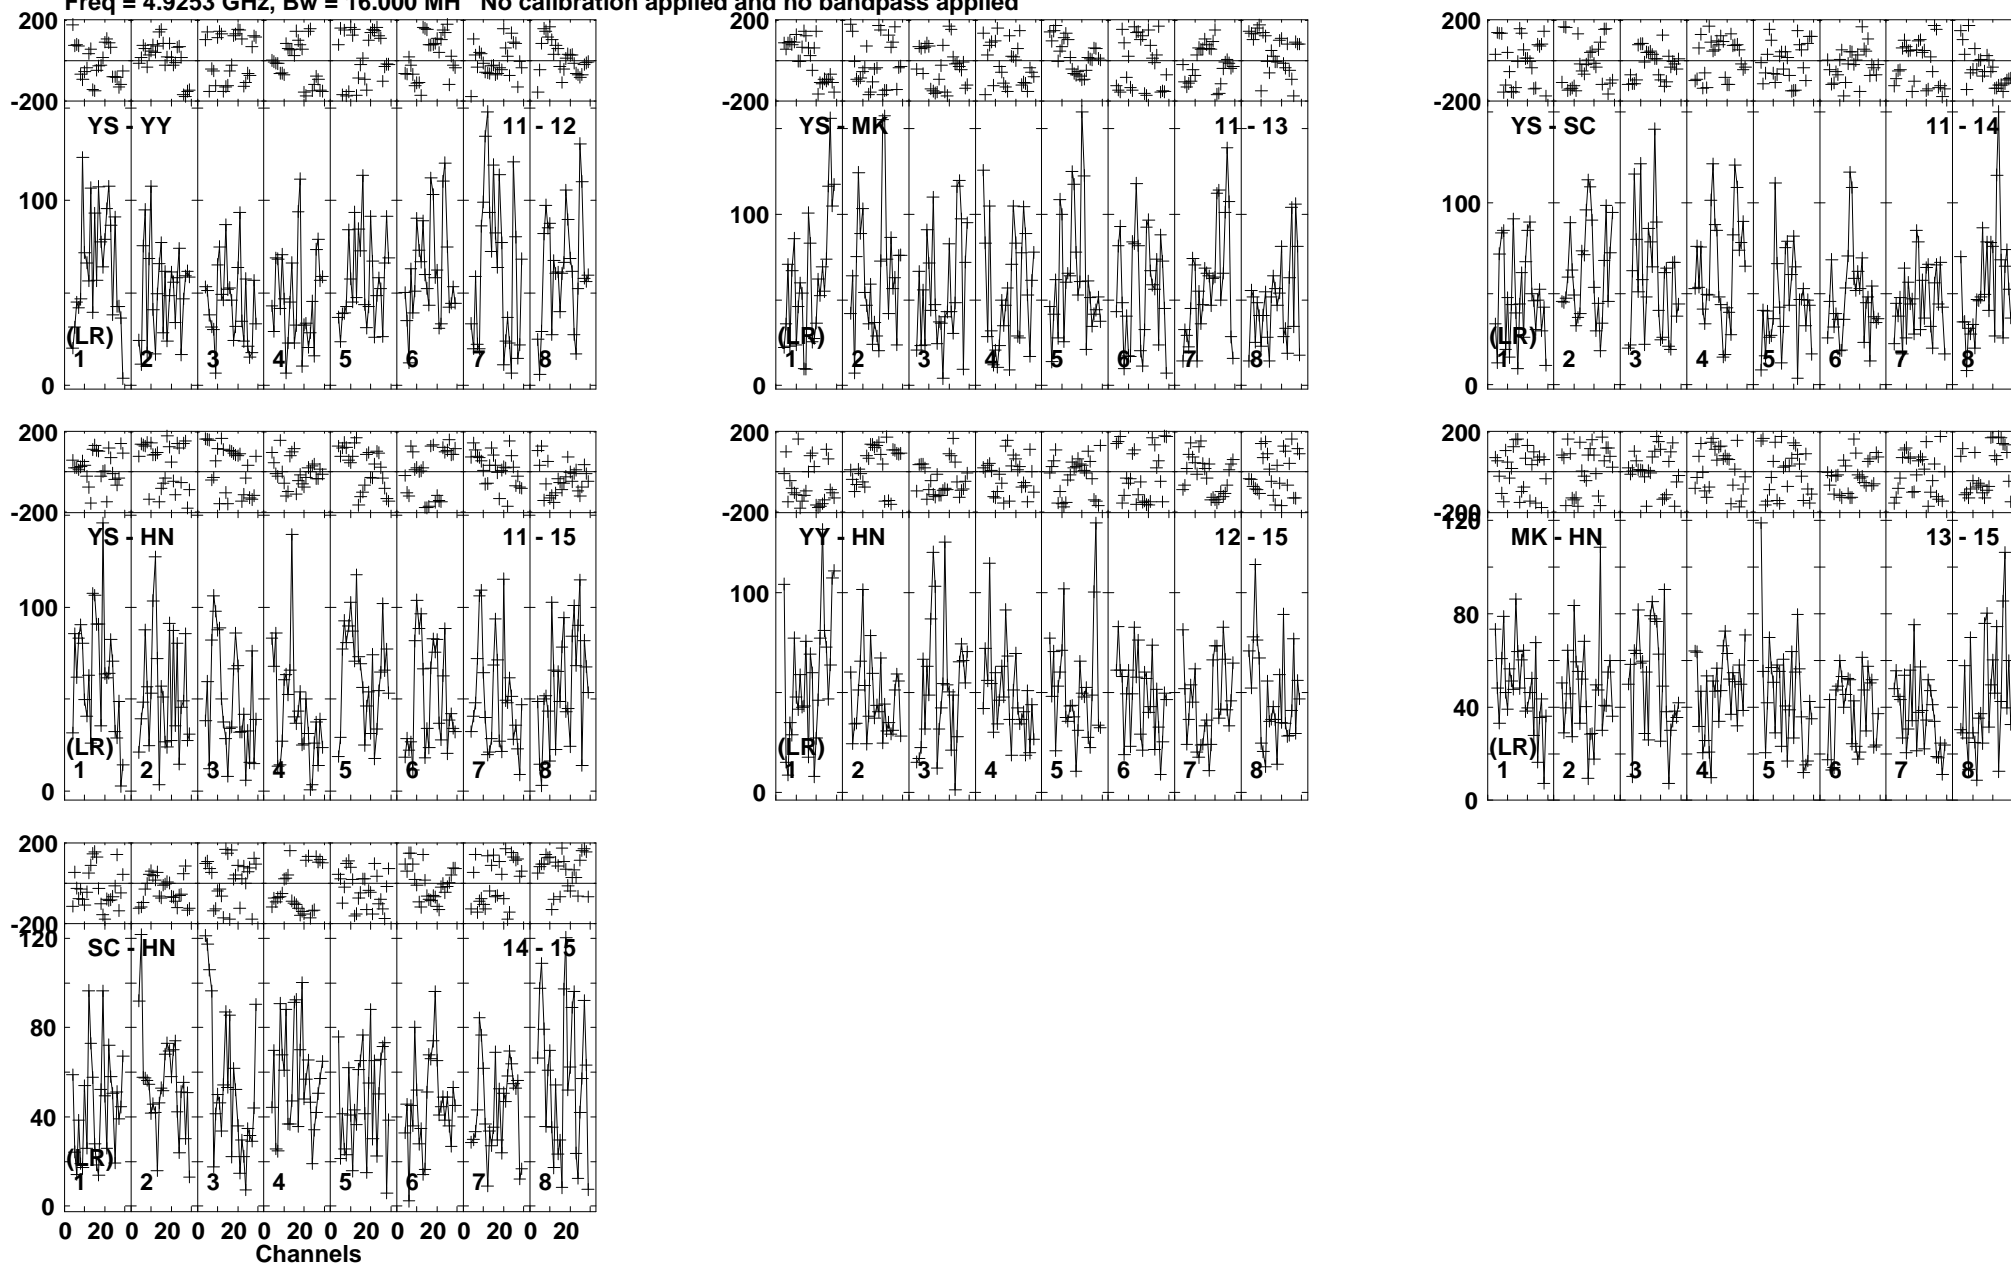 Freq = 4.9253 GHz, Bw = 16.000 MH No calibration applied and no bandpass applied
200 200 200
-200 -200 -200
YS - YY 11 - 12 YS - MK 11 - 13 YS - SC 11 - 14
100 100 100
(LR) (LR) (LR)
1 2 3 4 5 6 7 8 1 2 3 4 5 6 7 8 1 2 3 4 5 6 7 8
0 0 0
200 200 200
-200 -200 -200
120
YS - HN 11 - 15 YY - HN 12 - 15 MK - HN 13 - 15
100 100 80
40
(LR) (LR) (LR)
1 2 3 4 5 6 7 8 1 2 3 4 5 6 7 8 1 2 3 4 5 6 7 8
0 0 0
200
-200
120
SC - HN 14 - 15
80
40
(LR)
1 2 3 4 5 6 7 8
0
0 20 0 20 0 20 0 20 0 20 0 20 0 20 0 20
Channels